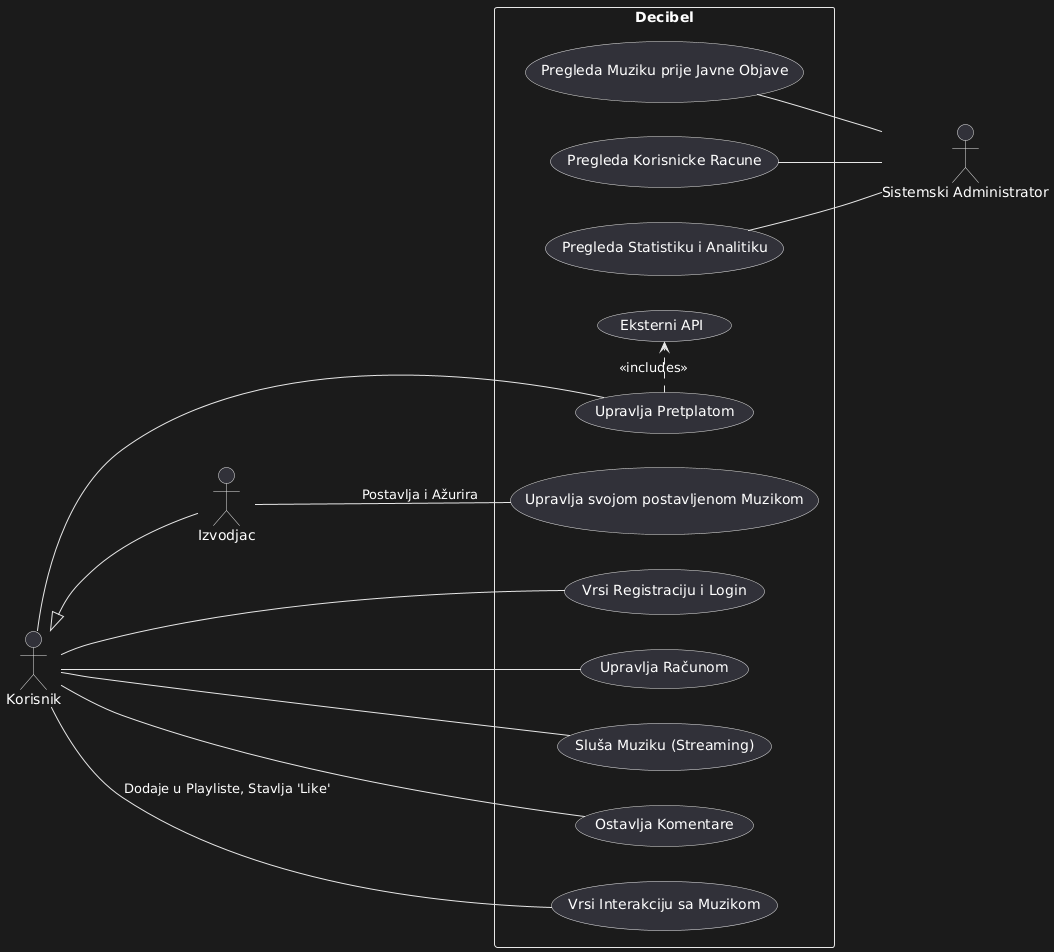 Decibel
Pregleda Muziku prije Javne Objave
Pregleda Korisnicke Racune
Sistemski Administrator
Pregleda Statistiku i Analitiku
Eksterni API
«includes»
Upravlja Pretplatom
Postavlja i Ažurira
Upravlja svojom postavljenom Muzikom
Izvodjac
Vrsi Registraciju i Login
Upravlja Računom
Korisnik
Sluša Muziku (Streaming)
Dodaje u Playliste, Stavlja 'Like'
Ostavlja Komentare
Vrsi Interakciju sa Muzikom